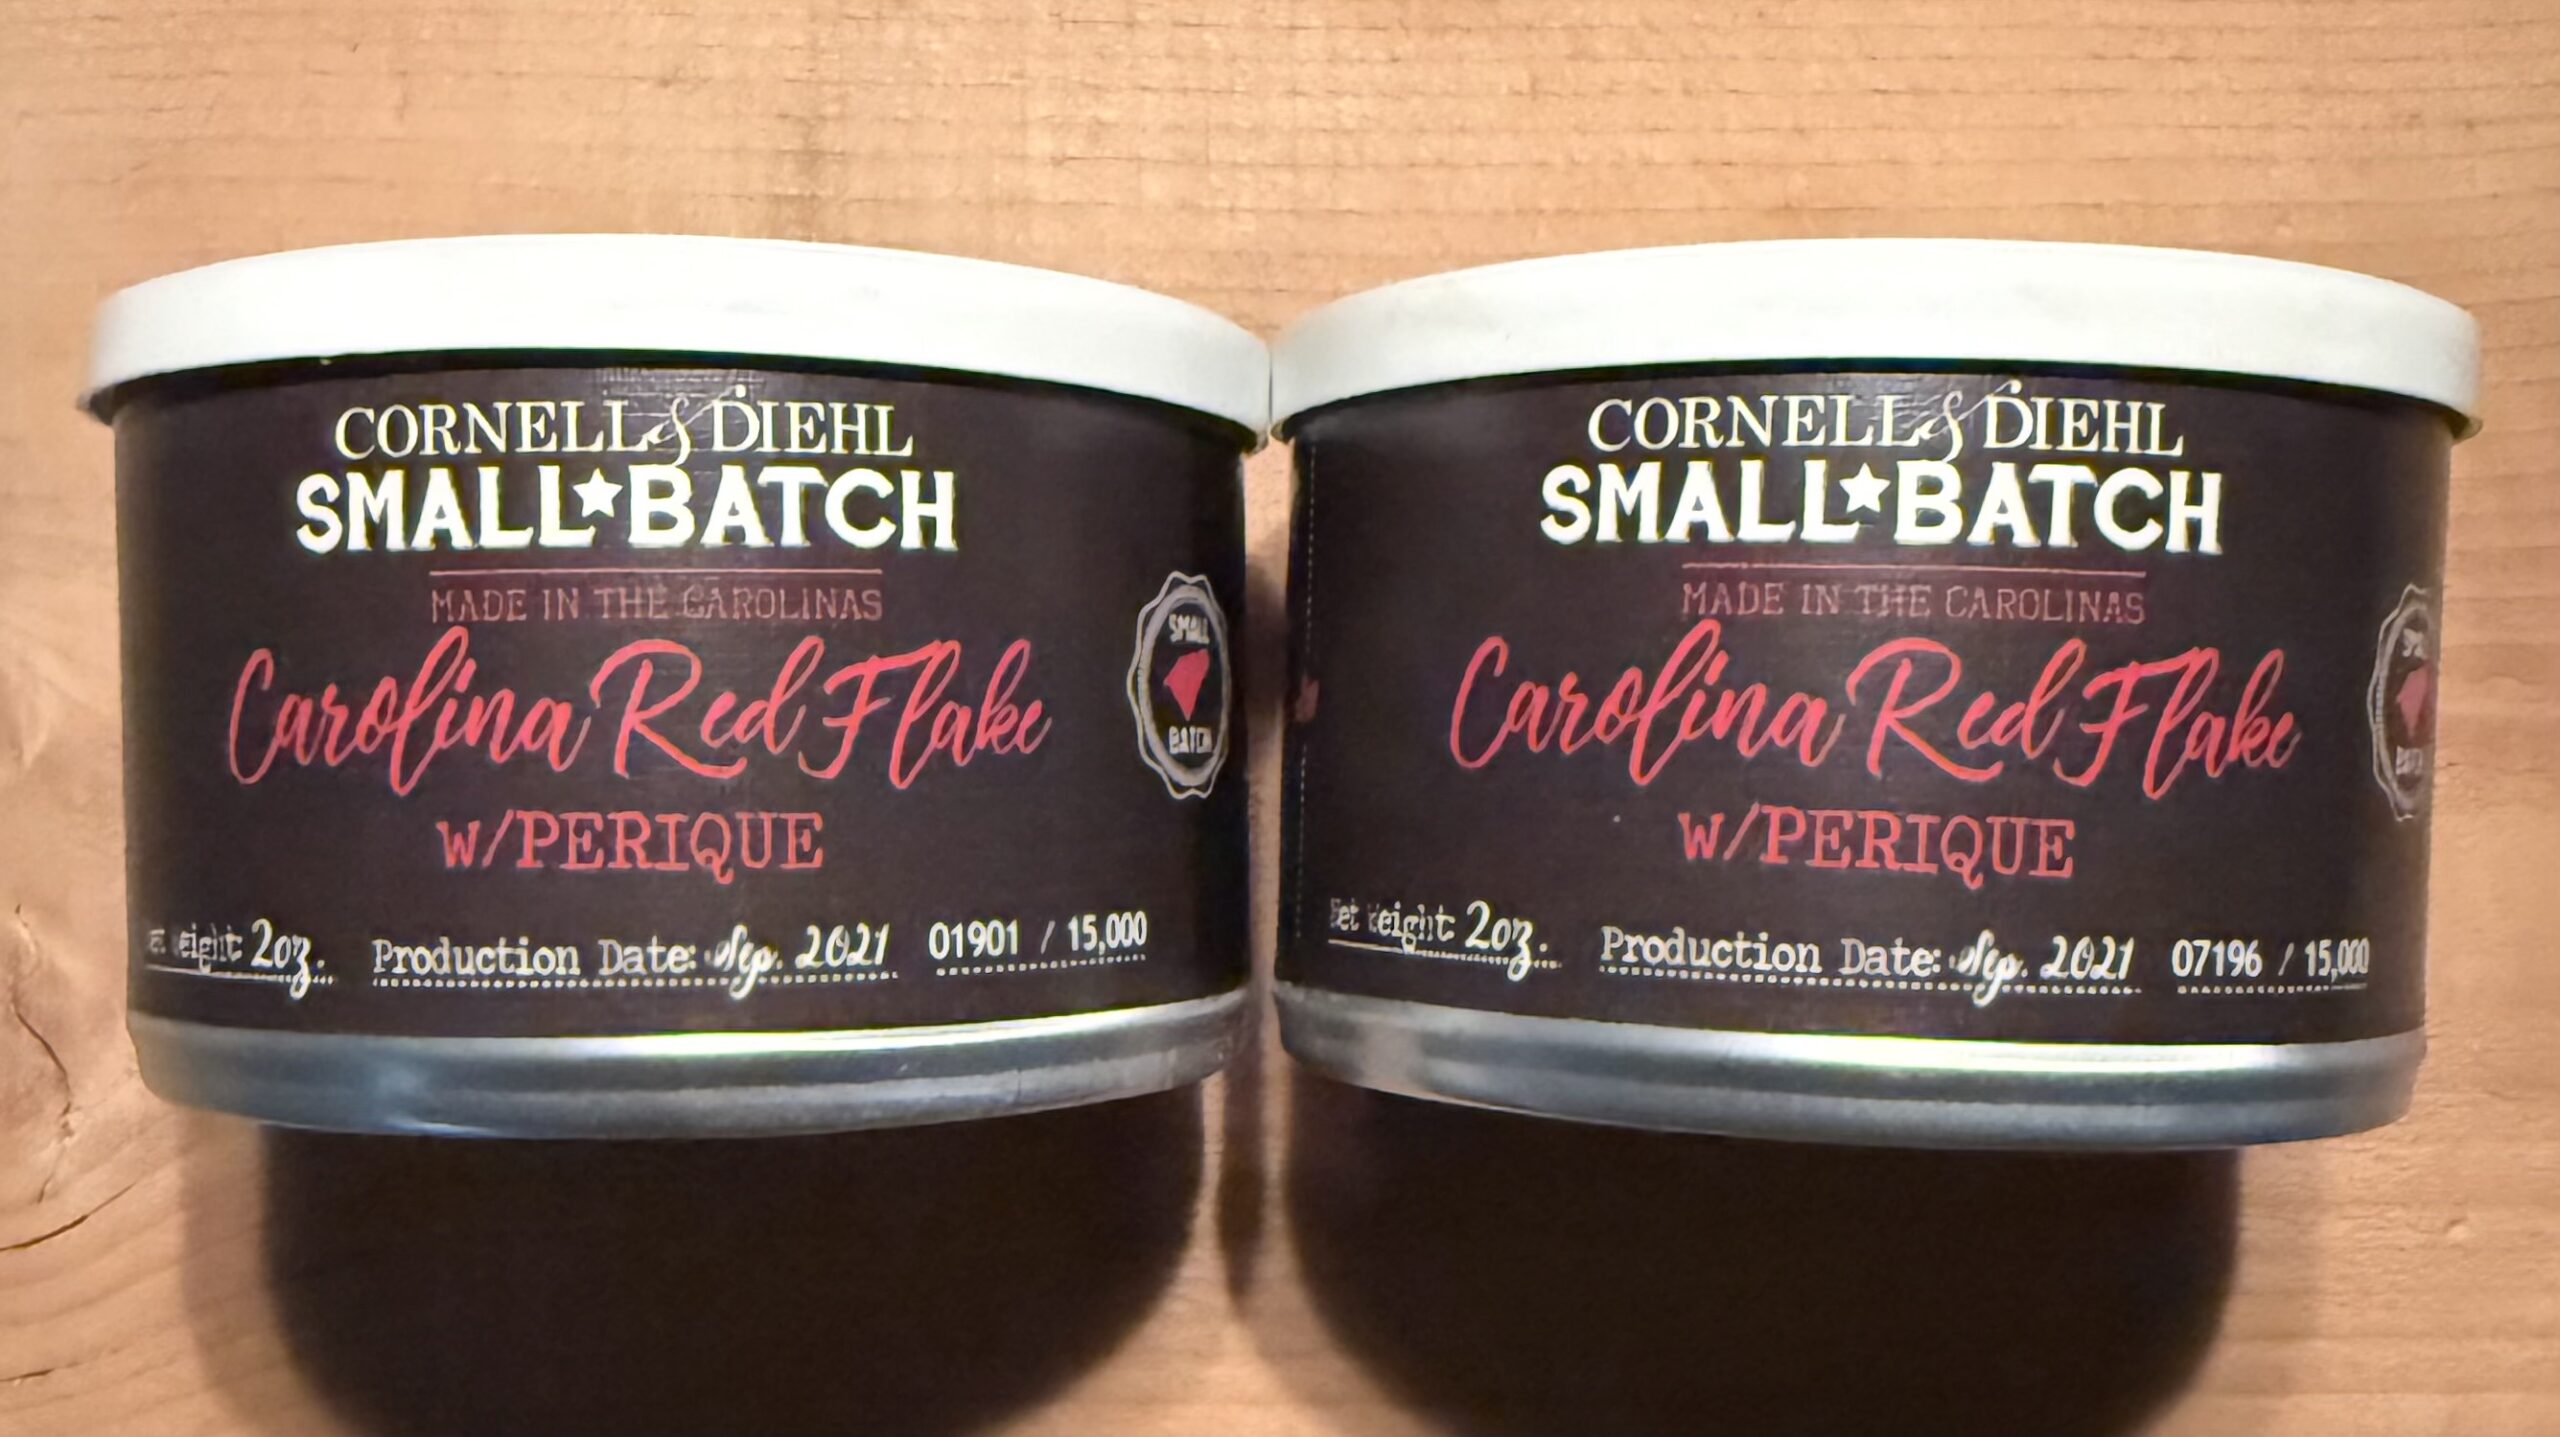 CORNELL & DIEHL
SMALL★BATCH
MADE IN THE CAROLINAS
Carolina Red Flake
w/PERIQUE
Net Weight 2oz.
Production Date: Sep. 2021
01901 / 15,000
SMALL
BATCH
CORNELL & DIEHL
SMALL★BATCH
MADE IN THE CAROLINAS
Carolina Red Flake
w/PERIQUE
Net Weight 2oz.
Production Date: Sep. 2021
07196 / 15,000